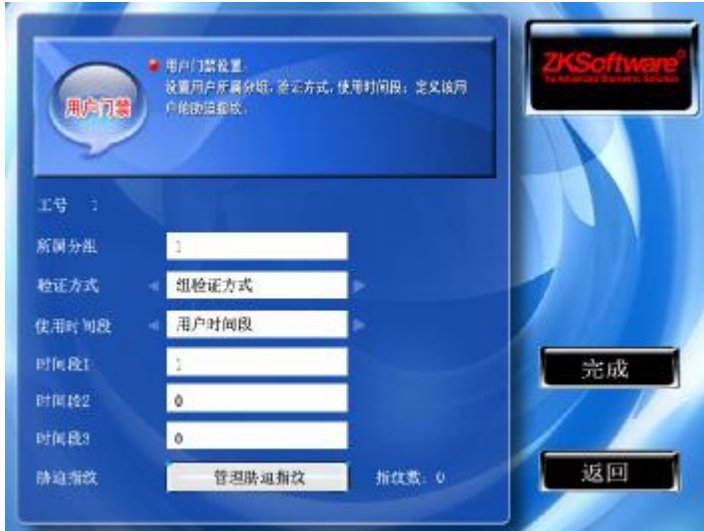 用户门禁
用户门禁设置
设置用户所属分组, 验证方式, 使用时间段; 定义该用
户的胁迫指纹.
ZKSoftware
工号 : 
所属分组 1
验证方式 组验证方式
使用时间段 用户时间段
时间段1 1
时间段2 0
时间段3 0
胁迫指纹 管理胁迫指纹 指纹数: 0
完成
返回